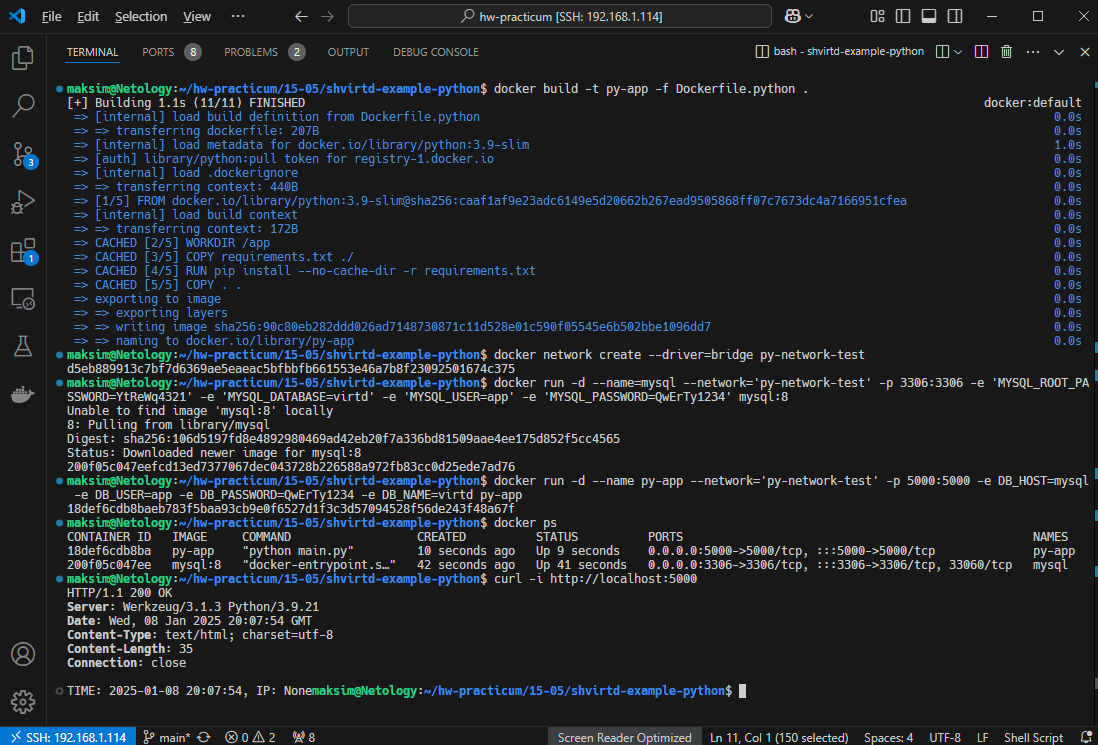 File Edit Selection View ··· hw-practicum [SSH: 192.168.1.114]
TERMINAL PORTS 8 PROBLEMS 2 OUTPUT DEBUG CONSOLE bash - shvirtd-example-python
maksim@Netology:~/hw-practicum/15-05/shvirtd-example-python$ docker build -t py-app -f Dockerfile.python .
[+] Building 1.1s (11/11) FINISHED docker:default
=> [internal] load build definition from Dockerfile.python 0.0s
=> => transferring dockerfile: 207B 0.0s
=> [internal] load metadata for docker.io/library/python:3.9-slim 1.0s
=> [auth] library/python:pull token for registry-1.docker.io 0.0s
=> [internal] load .dockerignore 0.0s
=> => transferring context: 440B 0.0s
=> [1/5] FROM docker.io/library/python:3.9-slim@sha256:caaf1af9e23adc6149e5d20662b267ead9505868ff07c7673dc4a7166951cfea 0.0s
=> [internal] load build context 0.0s
=> => transferring context: 172B 0.0s
=> CACHED [2/5] WORKDIR /app 0.0s
=> CACHED [3/5] COPY requirements.txt ./ 0.0s
=> CACHED [4/5] RUN pip install --no-cache-dir -r requirements.txt 0.0s
=> CACHED [5/5] COPY . . 0.0s
=> exporting to image 0.0s
=> => exporting layers 0.0s
=> => writing image sha256:90c80eb282ddd026ad7148730871c11d528e01c590f05545e6b502bbe1096dd7 0.0s
=> => naming to docker.io/library/py-app 0.0s
maksim@Netology:~/hw-practicum/15-05/shvirtd-example-python$ docker network create --driver=bridge py-network-test
d5eb889913c7bf7d6369ae5eaeac5bfbbfb661553e46a7b8f23092501674c375
maksim@Netology:~/hw-practicum/15-05/shvirtd-example-python$ docker run -d --name=mysql --network='py-network-test' -p 3306:3306 -e 'MYSQL_ROOT_PA
SSWORD=YtReWq4321' -e 'MYSQL_DATABASE=virtd' -e 'MYSQL_USER=app' -e 'MYSQL_PASSWORD=QwErTy1234' mysql:8
Unable to find image 'mysql:8' locally
8: Pulling from library/mysql
Digest: sha256:106d5197fd8e4892980469ad42eb20f7a336bd81509aae4ee175d852f5cc4565
Status: Downloaded newer image for mysql:8
200f05c047eefcd13ed7377067dec043728b226588a972fb83cc0d25ede7ad76
maksim@Netology:~/hw-practicum/15-05/shvirtd-example-python$ docker run -d --name py-app --network='py-network-test' -p 5000:5000 -e DB_HOST=mysql
-e DB_USER=app -e DB_PASSWORD=QwErTy1234 -e DB_NAME=virtd py-app
18def6cdb8baeb783f5baa93cb9e0f6527d1f3c3d57094528f56de243f48a67f
maksim@Netology:~/hw-practicum/15-05/shvirtd-example-python$ docker ps
CONTAINER ID IMAGE COMMAND CREATED STATUS PORTS NAMES
18def6cdb8ba py-app "python main.py" 10 seconds ago Up 9 seconds 0.0.0.0:5000->5000/tcp, :::5000->5000/tcp py-app
200f05c047ee mysql:8 "docker-entrypoint.s…" 42 seconds ago Up 41 seconds 0.0.0.0:3306->3306/tcp, :::3306->3306/tcp, 33060/tcp mysql
maksim@Netology:~/hw-practicum/15-05/shvirtd-example-python$ curl -i http://localhost:5000
HTTP/1.1 200 OK
Server: Werkzeug/3.1.3 Python/3.9.21
Date: Wed, 08 Jan 2025 20:07:54 GMT
Content-Type: text/html; charset=utf-8
Content-Length: 35
Connection: close
TIME: 2025-01-08 20:07:54, IP: Nonemaksim@Netology:~/hw-practicum/15-05/shvirtd-example-python$
3
1
SSH: 192.168.1.114 main* 0 2 8 Screen Reader Optimized Ln 11, Col 1 (150 selected) Spaces: 4 UTF-8 LF Shell Script